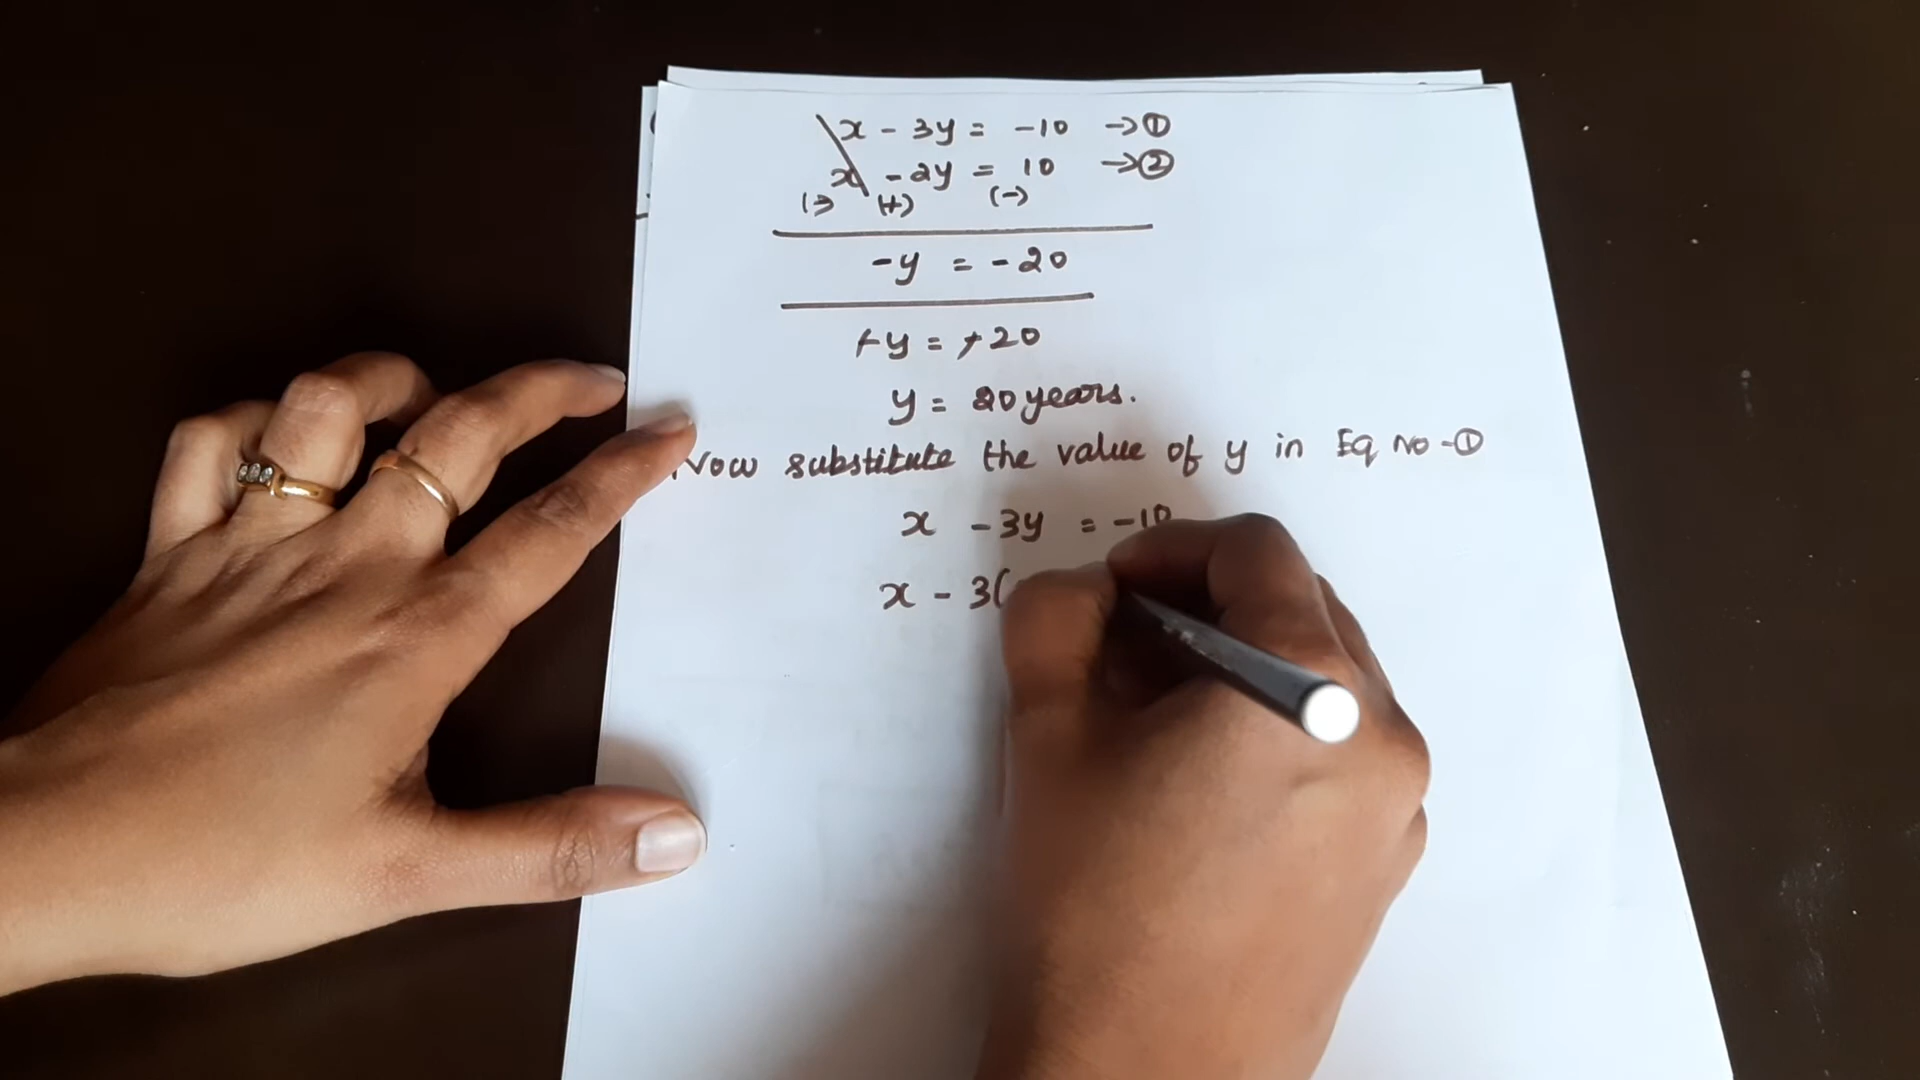 x - 3y = -10 →①
x - 2y = 10 →②
(-) (+) (-)
-y = -20
+y = +20
y = 20 years.
Now substitute the value of y in Eq no-①
x - 3y = -10
x - 3(